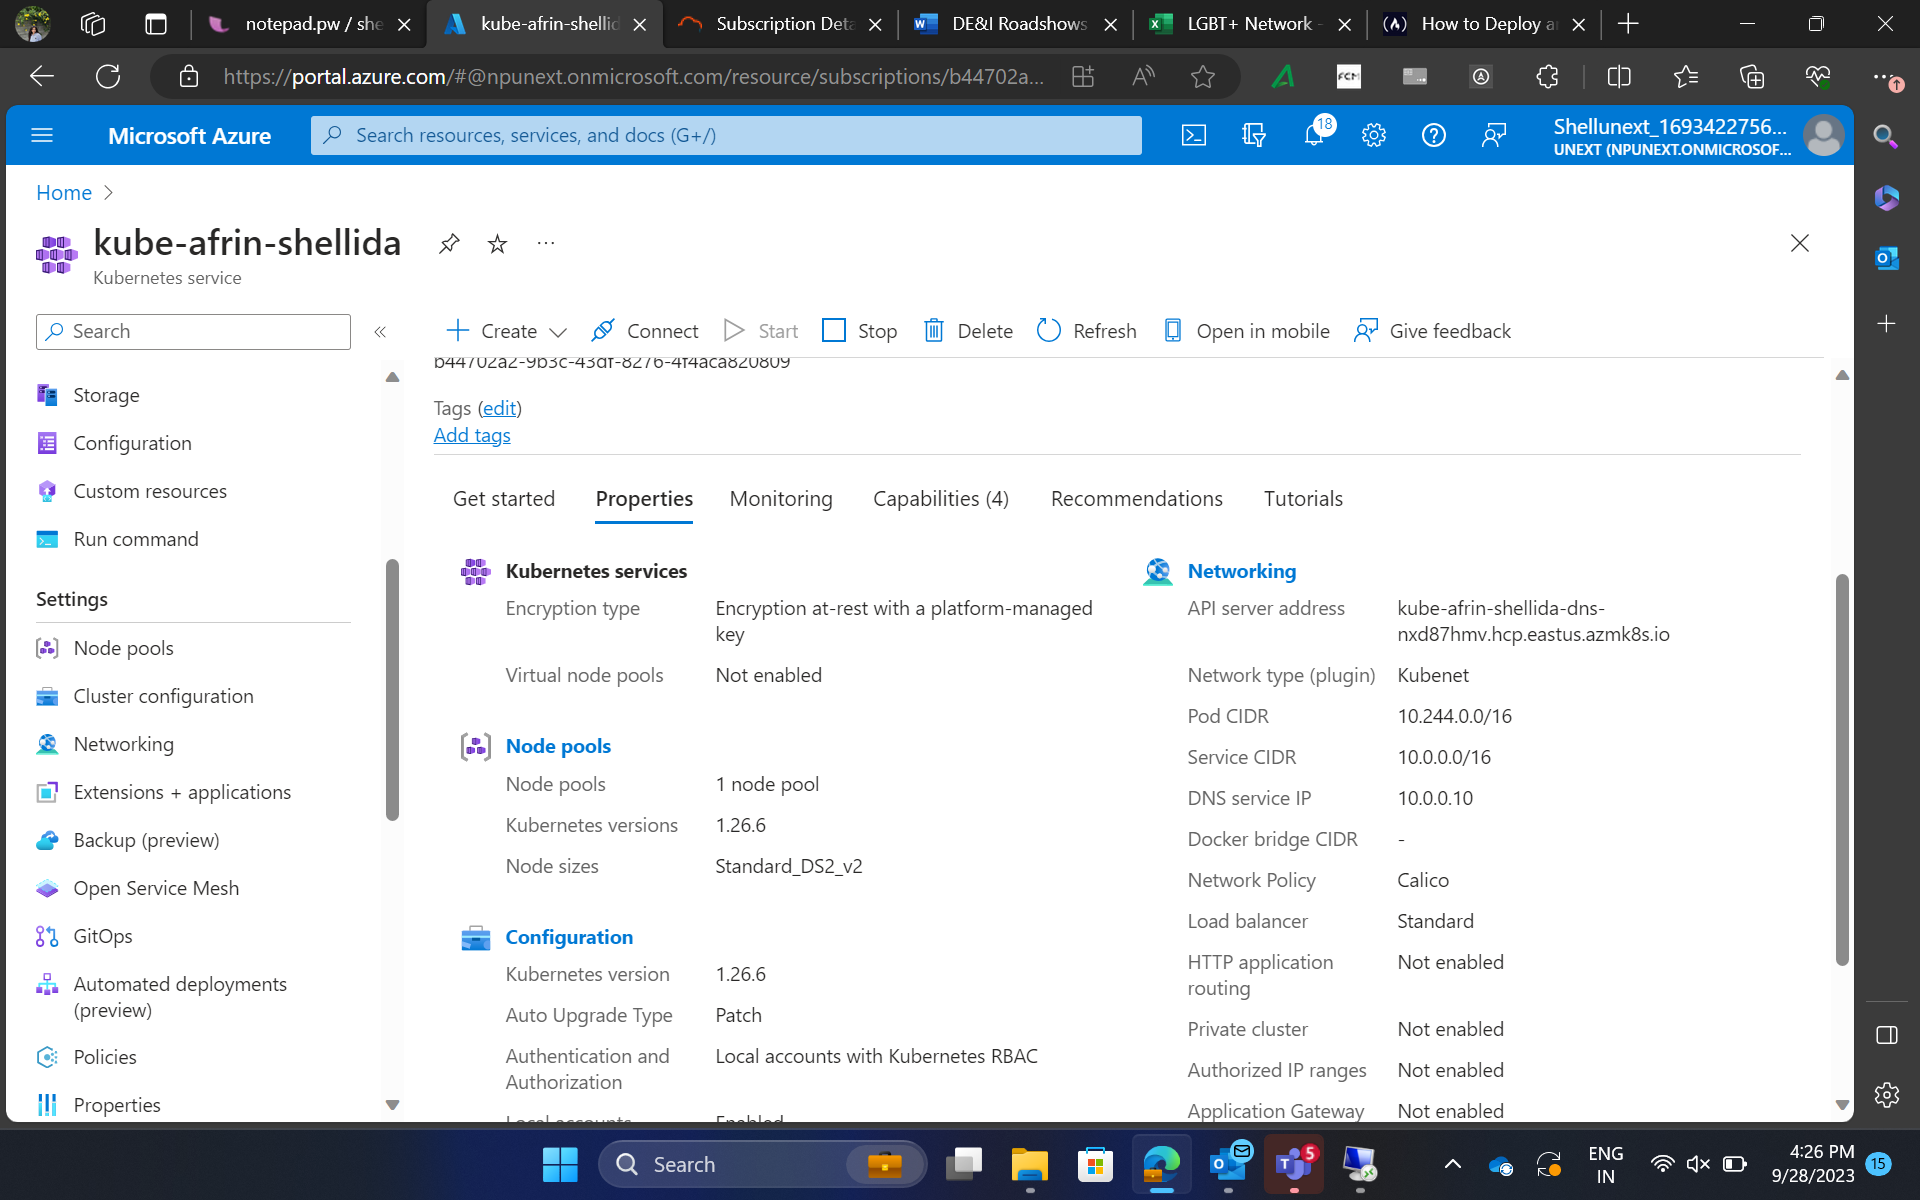 notepad.pw / she
kube-afrin-shellid
Subscription Deta
DE&I Roadshows
LGBT+ Network -
How to Deploy a
https://portal.azure.com/#@npunext.onmicrosoft.com/resource/subscriptions/b44702a...
Microsoft Azure
Search resources, services, and docs (G+/)
18
Shellunext_1693422756...
UNEXT (NPUNEXT.ONMICROSOF...
Home
kube-afrin-shellida
Kubernetes service
Search
Create
Connect
Start
Stop
Delete
Refresh
Open in mobile
Give feedback
Storage
Configuration
Custom resources
Run command
Settings
Node pools
Cluster configuration
Networking
Extensions + applications
Backup (preview)
Open Service Mesh
GitOps
Automated deployments
(preview)
Policies
Properties
b44702a2-9b3c-43df-8276-4f4aca820809
Tags (edit)
Add tags
Get started
Properties
Monitoring
Capabilities (4)
Recommendations
Tutorials
Kubernetes services
Encryption type Encryption at-rest with a platform-managed
key
Virtual node pools Not enabled
Node pools
Node pools 1 node pool
Kubernetes versions 1.26.6
Node sizes Standard_DS2_v2
Configuration
Kubernetes version 1.26.6
Auto Upgrade Type Patch
Authentication and Local accounts with Kubernetes RBAC
Authorization
Local accounts Enabled
Networking
API server address kube-afrin-shellida-dns-
nxd87hmv.hcp.eastus.azmk8s.io
Network type (plugin) Kubenet
Pod CIDR 10.244.0.0/16
Service CIDR 10.0.0.0/16
DNS service IP 10.0.0.10
Docker bridge CIDR -
Network Policy Calico
Load balancer Standard
HTTP application Not enabled
routing
Private cluster Not enabled
Authorized IP ranges Not enabled
Application Gateway Not enabled
Search
5
ENG
IN
4:26 PM
9/28/2023
15